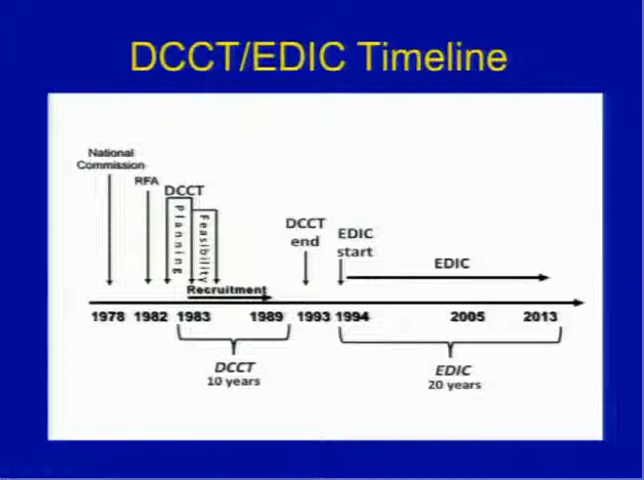 DCCT/EDIC Timeline
National
Commission
RFA
DCCT
Planning
Feasibility
DCCT
end
EDIC
start
EDIC
Recruitment
1978 1982 1983 1989 1993 1994 2005 2013
DCCT
10 years
EDIC
20 years